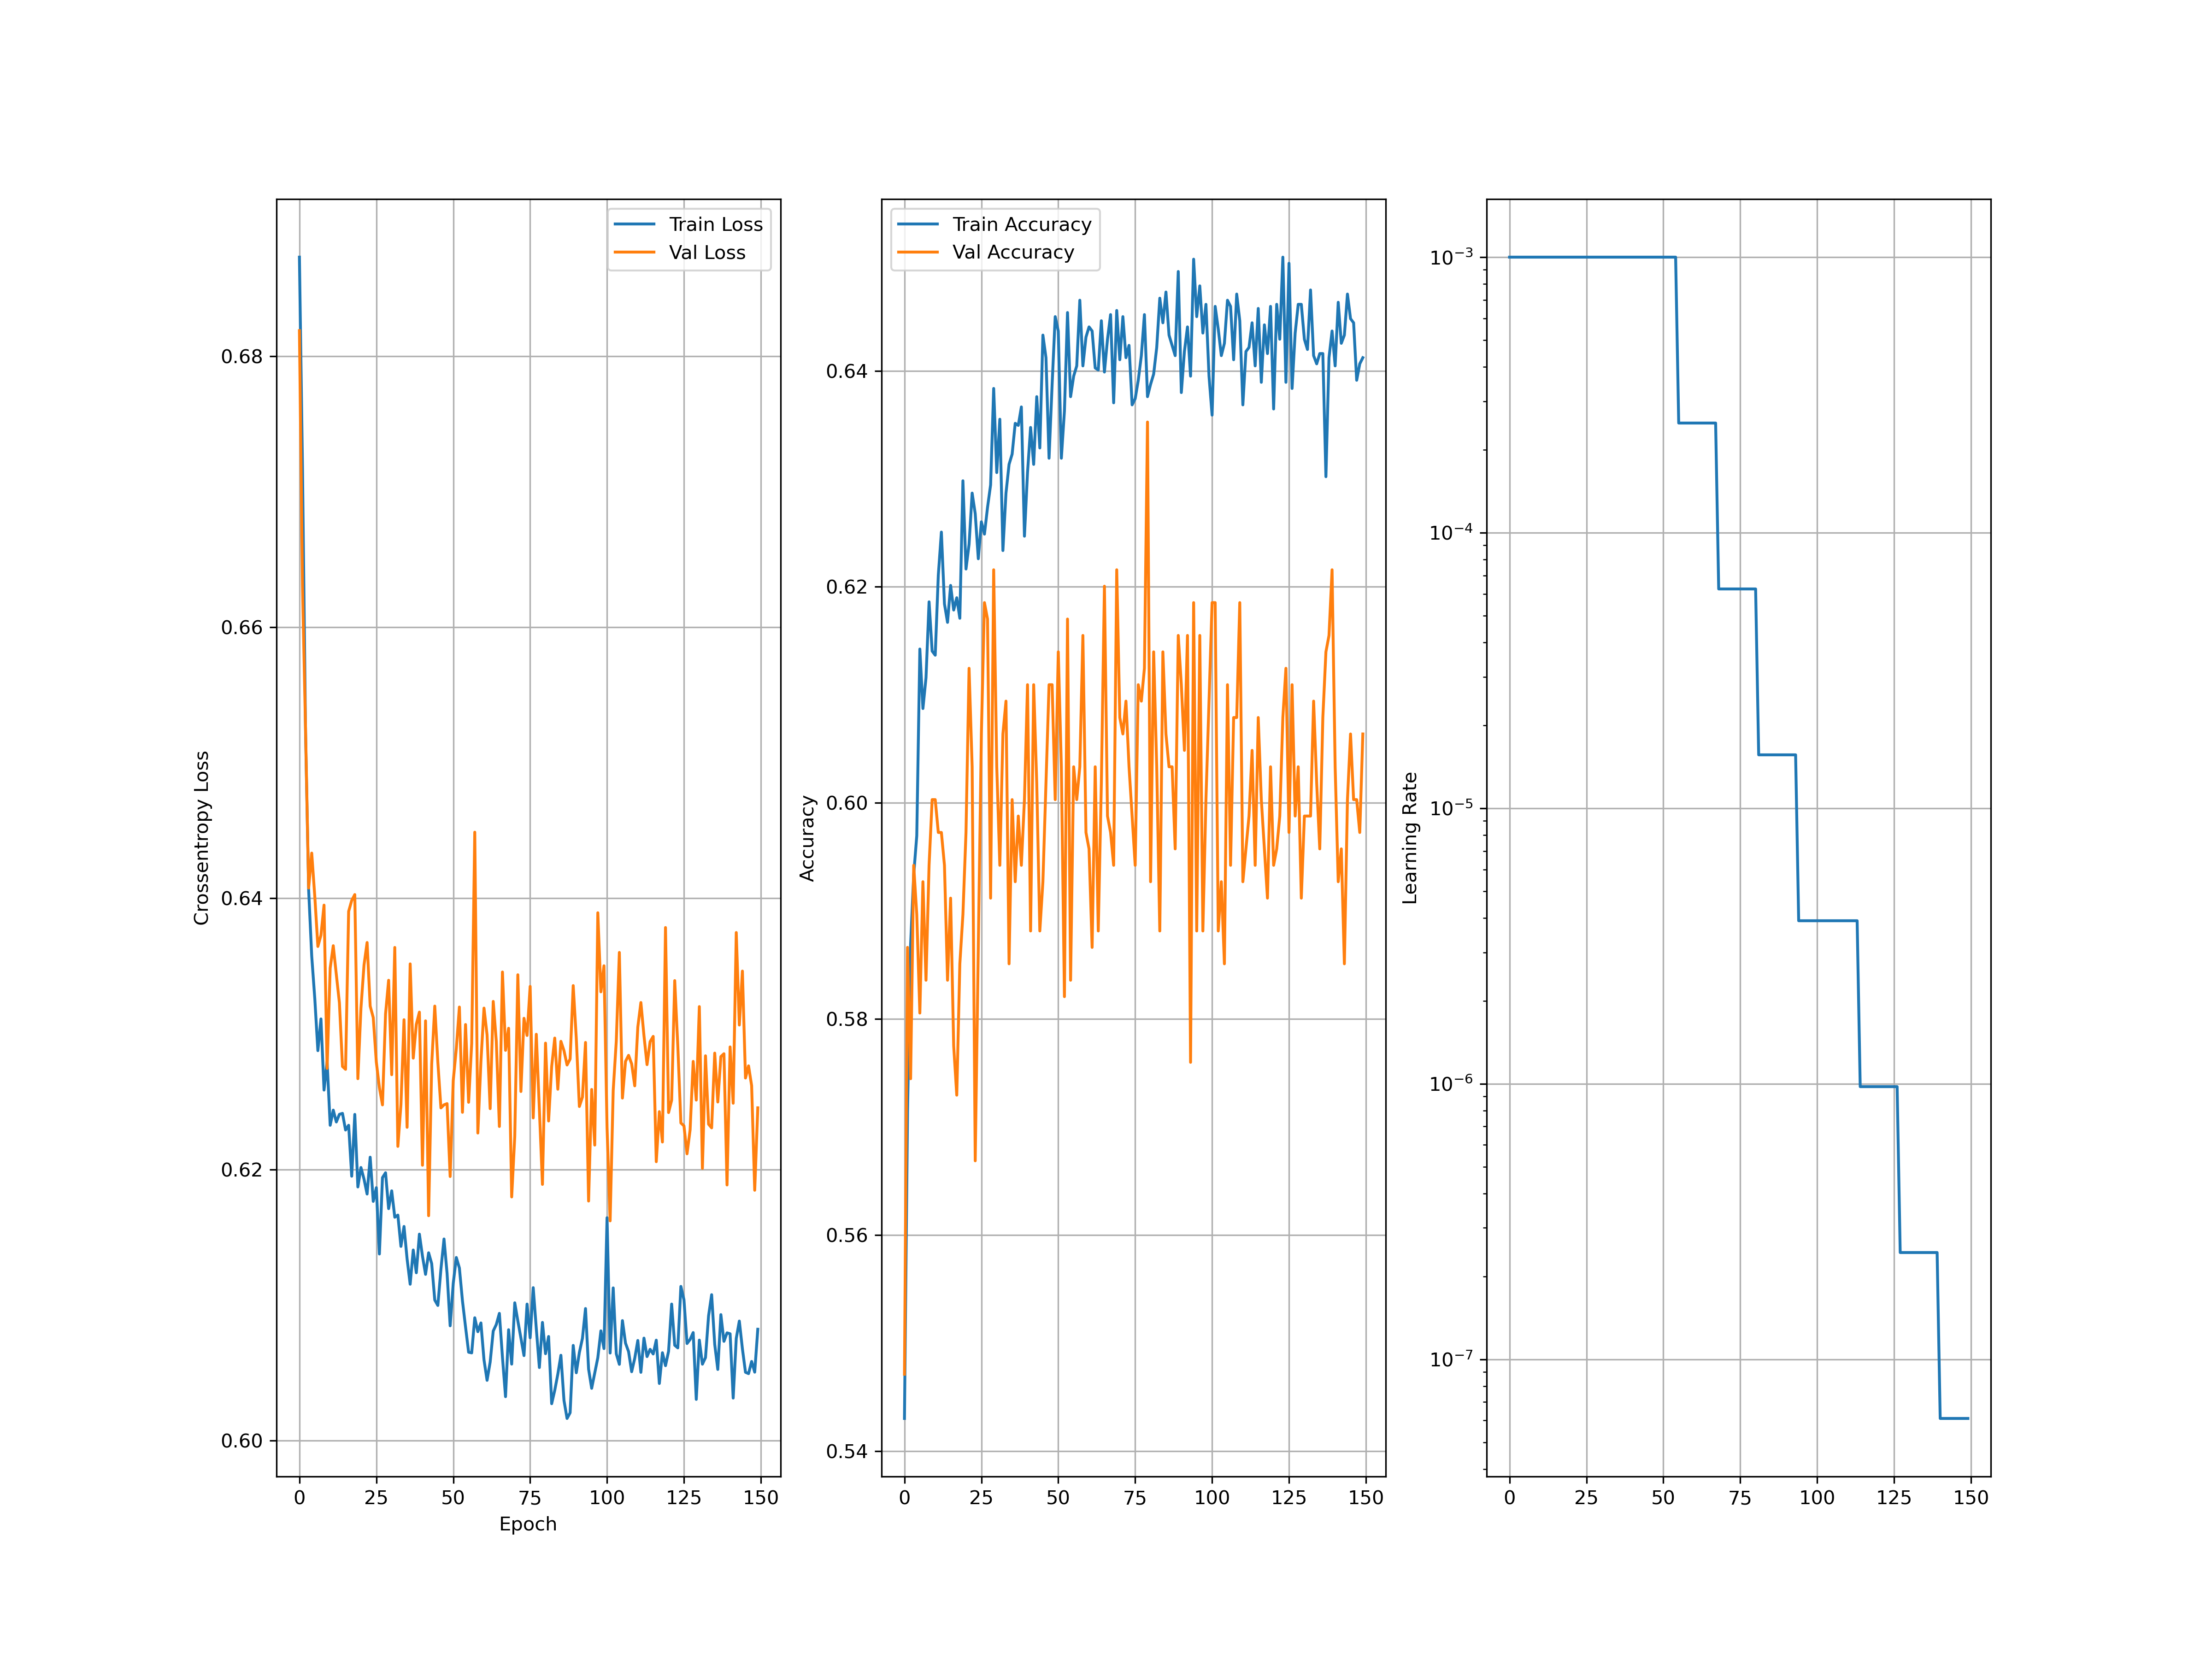 Train Loss
Val Loss
0.68
0.66
0.64
0.62
0.60
Crossentropy Loss
0 25 50 75 100 125 150
Epoch
Train Accuracy
Val Accuracy
0.64
0.62
0.60
0.58
0.56
0.54
Accuracy
0 25 50 75 100 125 150
10⁻³
10⁻⁴
10⁻⁵
10⁻⁶
10⁻⁷
Learning Rate
0 25 50 75 100 125 150